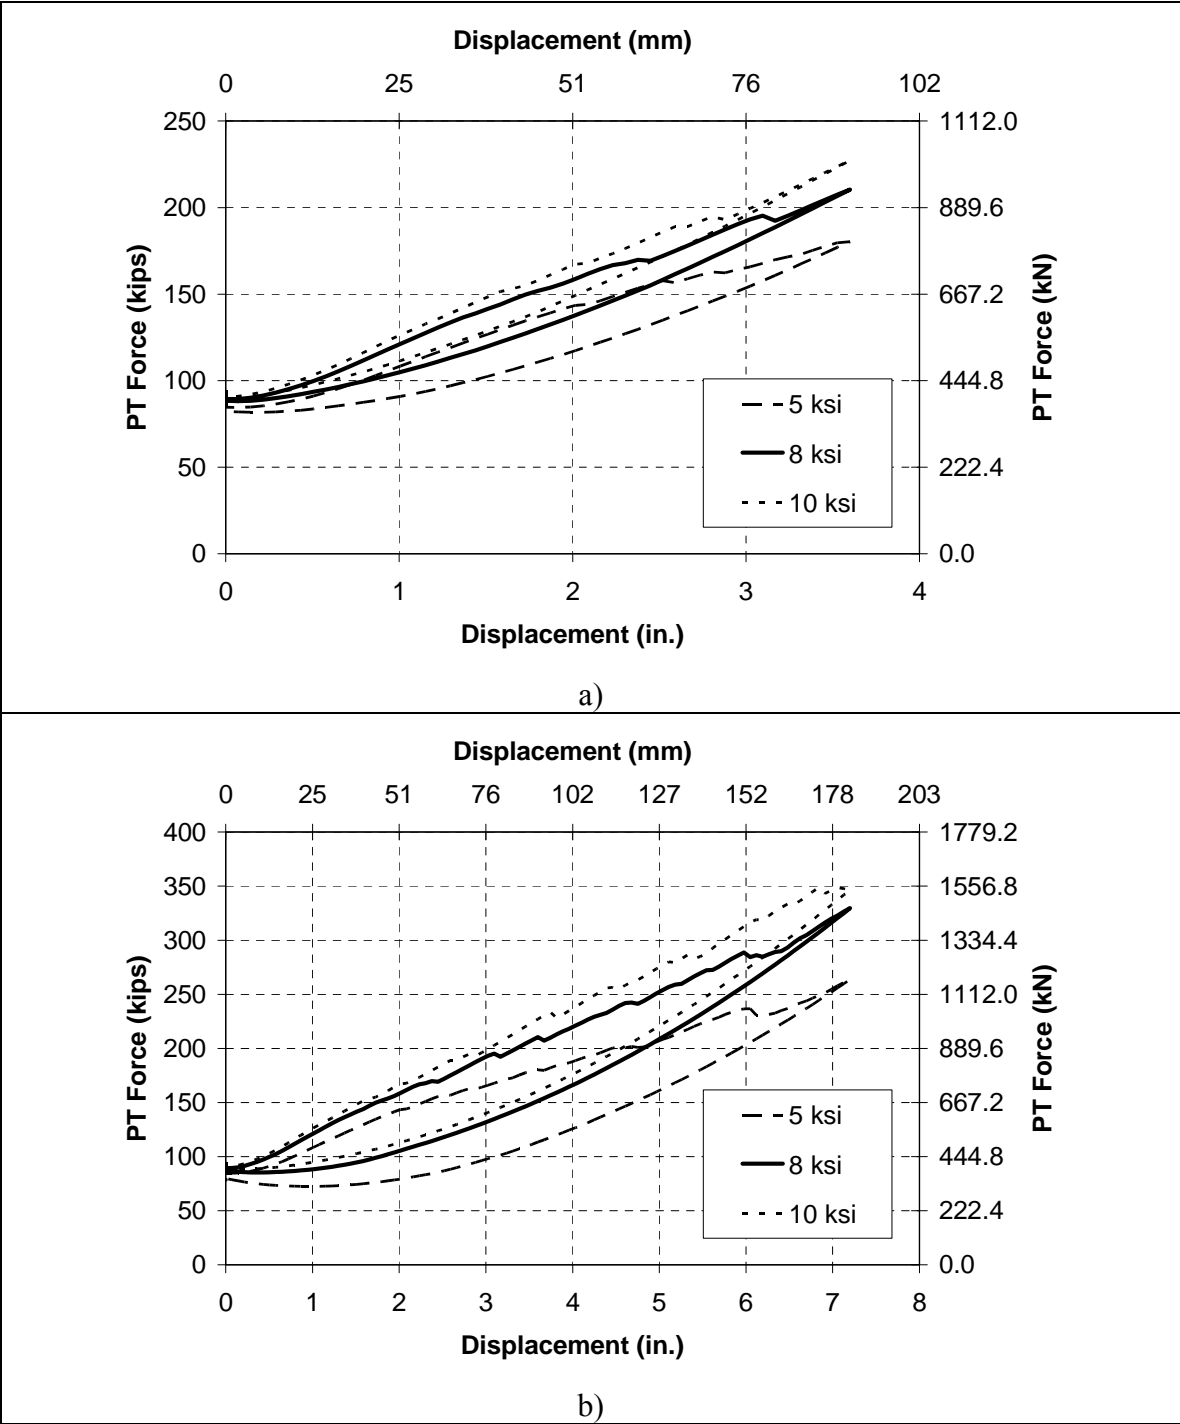 Displacement (mm)
0 25 51 76 102
250 1112.0
200 889.6
150 667.2
100 444.8
50 222.4
0 0.0
PT Force (kips)
PT Force (kN)
5 ksi
8 ksi
10 ksi
0 1 2 3 4
Displacement (in.)
a)
Displacement (mm)
0 25 51 76 102 127 152 178 203
400 1779.2
350 1556.8
300 1334.4
250 1112.0
200 889.6
150 667.2
100 444.8
50 222.4
0 0.0
PT Force (kips)
PT Force (kN)
5 ksi
8 ksi
10 ksi
0 1 2 3 4 5 6 7 8
Displacement (in.)
b)